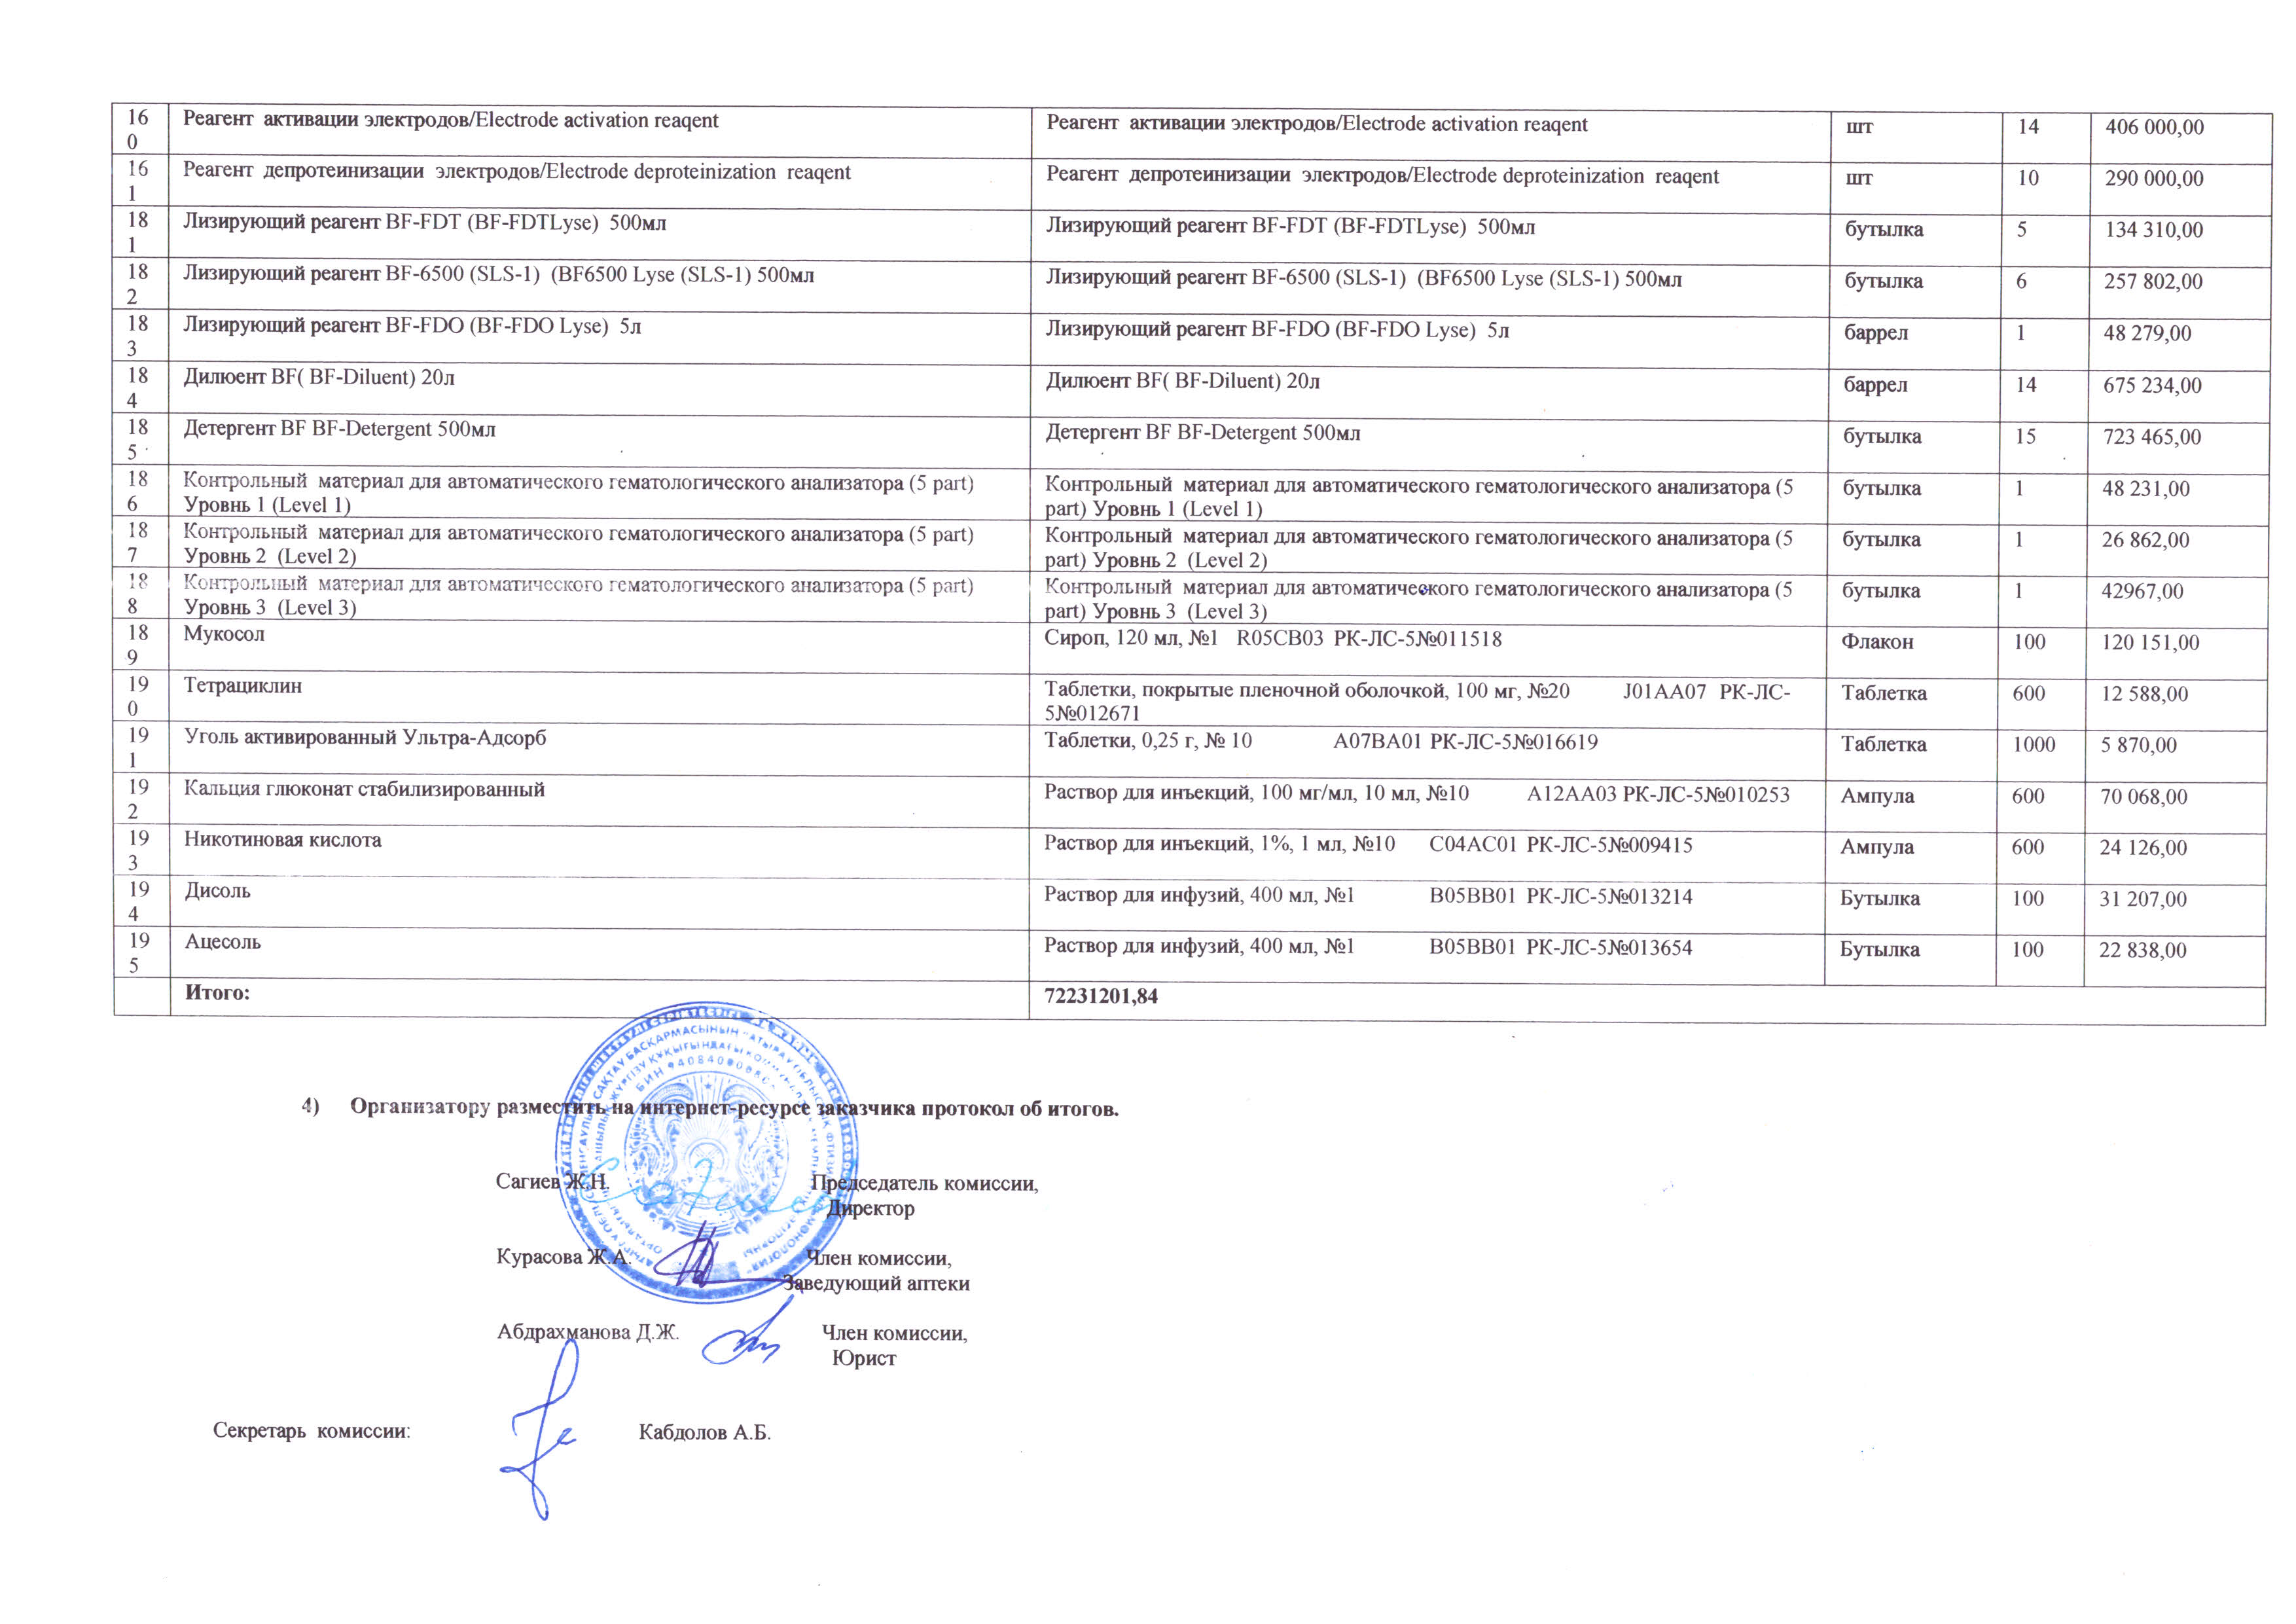 160 Реагент активации электродов/Electrode activation reaqent Реагент активации электродов/Electrode activation reaqent шт 14 406 000,00
161 Реагент депротеинизации электродов/Electrode deproteinization reaqent Реагент депротеинизации электродов/Electrode deproteinization reaqent шт 10 290 000,00
181 Лизирующий реагент BF-FDT (BF-FDTLyse) 500мл Лизирующий реагент BF-FDT (BF-FDTLyse) 500мл бутылка 5 134 310,00
182 Лизирующий реагент BF-6500 (SLS-1) (BF6500 Lyse (SLS-1) 500мл Лизирующий реагент BF-6500 (SLS-1) (BF6500 Lyse (SLS-1) 500мл бутылка 6 257 802,00
183 Лизирующий реагент BF-FDO (BF-FDO Lyse) 5л Лизирующий реагент BF-FDO (BF-FDO Lyse) 5л баррел 1 48 279,00
184 Дилюент BF( BF-Diluent) 20л Дилюент BF( BF-Diluent) 20л баррел 14 675 234,00
185 Детергент BF BF-Detergent 500мл Детергент BF BF-Detergent 500мл бутылка 15 723 465,00
186 Контрольный материал для автоматического гематологического анализатора (5 part)
Уровнь 1 (Level 1)
Контрольный материал для автоматического гематологического анализатора (5
part) Уровнь 1 (Level 1)
бутылка 1 48 231,00
187 Контрольный материал для автоматического гематологического анализатора (5 part)
Уровнь 2 (Level 2)
Контрольный материал для автоматического гематологического анализатора (5
part) Уровнь 2 (Level 2)
бутылка 1 26 862,00
188 Контрольный материал для автоматического гематологического анализатора (5 part)
Уровнь 3 (Level 3)
Контрольный материал для автоматического гематологического анализатора (5
part) Уровнь 3 (Level 3)
бутылка 1 42967,00
189 Мукосол Сироп, 120 мл, №1 R05CB03 РК-ЛС-5№011518 Флакон 100 120 151,00
190 Тетрациклин Таблетки, покрытые пленочной оболочкой, 100 мг, №20 J01AA07 РК-ЛС-
5№012671
Таблетка 600 12 588,00
191 Уголь активированный Ультра-Адсорб Таблетки, 0,25 г, № 10 A07BA01 РК-ЛС-5№016619 Таблетка 1000 5 870,00
192 Кальция глюконат стабилизированный Раствор для инъекций, 100 мг/мл, 10 мл, №10 A12AA03 РК-ЛС-5№010253 Ампула 600 70 068,00
193 Никотиновая кислота Раствор для инъекций, 1%, 1 мл, №10 C04AC01 РК-ЛС-5№009415 Ампула 600 24 126,00
194 Дисоль Раствор для инфузий, 400 мл, №1 B05BB01 РК-ЛС-5№013214 Бутылка 100 31 207,00
195 Ацесоль Раствор для инфузий, 400 мл, №1 B05BB01 РК-ЛС-5№013654 Бутылка 100 22 838,00
Итого: 72231201,84
4) Организатору разместить на интернет-ресурсе заказчика протокол об итогов.
Сагиев Ж.Н. Председатель комиссии,
Директор
Курасова Ж.А. Член комиссии,
Заведующий аптеки
Абдрахманова Д.Ж. Член комиссии,
Юрист
Секретарь комиссии: Кабдолов А.Б.